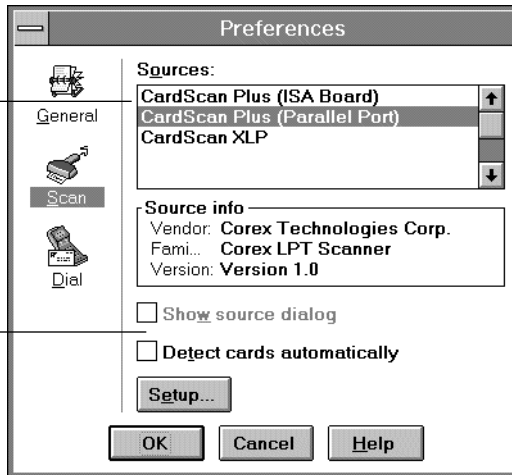 Preferences
General
Scan
Dial
Sources:
CardScan Plus (ISA Board)
CardScan Plus (Parallel Port)
CardScan XLP
Source info
Vendor: Corex Technologies Corp.
Fami... Corex LPT Scanner
Version: Version 1.0
Show source dialog
Detect cards automatically
Setup...
OK Cancel Help